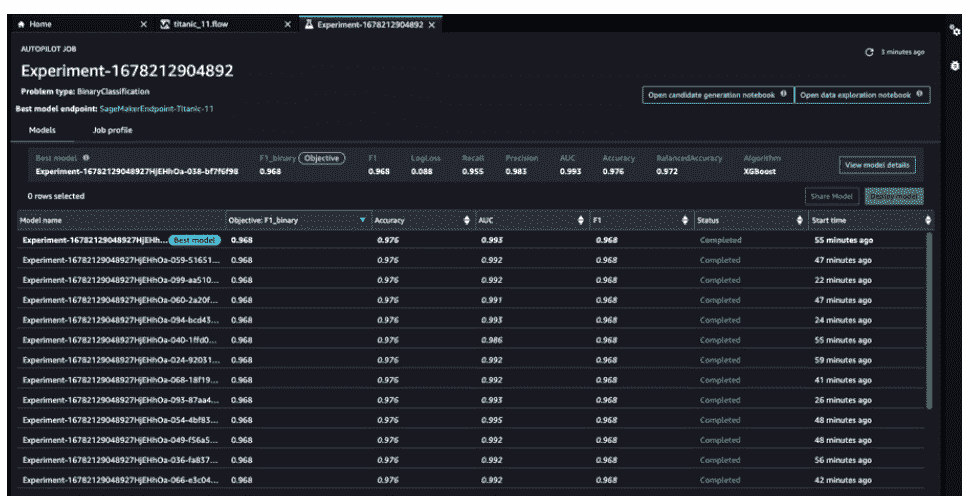 Home
titanic_11.flow
Experiment-1678212904892
AUTOPILOT JOB
3 minutes ago
Experiment-1678212904892
Problem type: BinaryClassification
Open candidate generation notebook
Open data exploration notebook
Best model endpoint: SageMakerEndpoint-Titanic-11
Models Job profile
Best model F1_binary Objective F1 LogLoss Recall Precision AUC Accuracy BalancedAccuracy Algorithm
Experiment-16782129048927HjEHhOa-038-bf7f6f98 0.968 0.968 0.088 0.955 0.983 0.993 0.976 0.972 XGBoost
View model details
0 rows selected
Share Model
Deploy model
Model name Objective: F1_binary Accuracy AUC F1 Status Start time
Experiment-16782129048927HjEHh... Best model 0.968 0.976 0.993 0.968 Completed 55 minutes ago
Experiment-16782129048927HjEHhOa-059-51651... 0.968 0.976 0.992 0.968 Completed 47 minutes ago
Experiment-16782129048927HjEHhOa-099-aa510... 0.968 0.976 0.992 0.968 Completed 22 minutes ago
Experiment-16782129048927HjEHhOa-060-2a20f... 0.968 0.976 0.991 0.968 Completed 47 minutes ago
Experiment-16782129048927HjEHhOa-094-bcd43... 0.968 0.976 0.993 0.968 Completed 24 minutes ago
Experiment-16782129048927HjEHhOa-040-1ffd0... 0.968 0.976 0.986 0.968 Completed 55 minutes ago
Experiment-16782129048927HjEHhOa-024-92031... 0.968 0.976 0.992 0.968 Completed 59 minutes ago
Experiment-16782129048927HjEHhOa-068-18f19... 0.968 0.976 0.992 0.968 Completed 41 minutes ago
Experiment-16782129048927HjEHhOa-093-87aa4... 0.968 0.976 0.993 0.968 Completed 26 minutes ago
Experiment-16782129048927HjEHhOa-054-4bf83... 0.968 0.976 0.995 0.968 Completed 48 minutes ago
Experiment-16782129048927HjEHhOa-049-f56a5... 0.968 0.976 0.992 0.968 Completed 48 minutes ago
Experiment-16782129048927HjEHhOa-036-fa837... 0.968 0.976 0.992 0.968 Completed 56 minutes ago
Experiment-16782129048927HjEHhOa-066-e3c04... 0.968 0.976 0.992 0.968 Completed 42 minutes ago